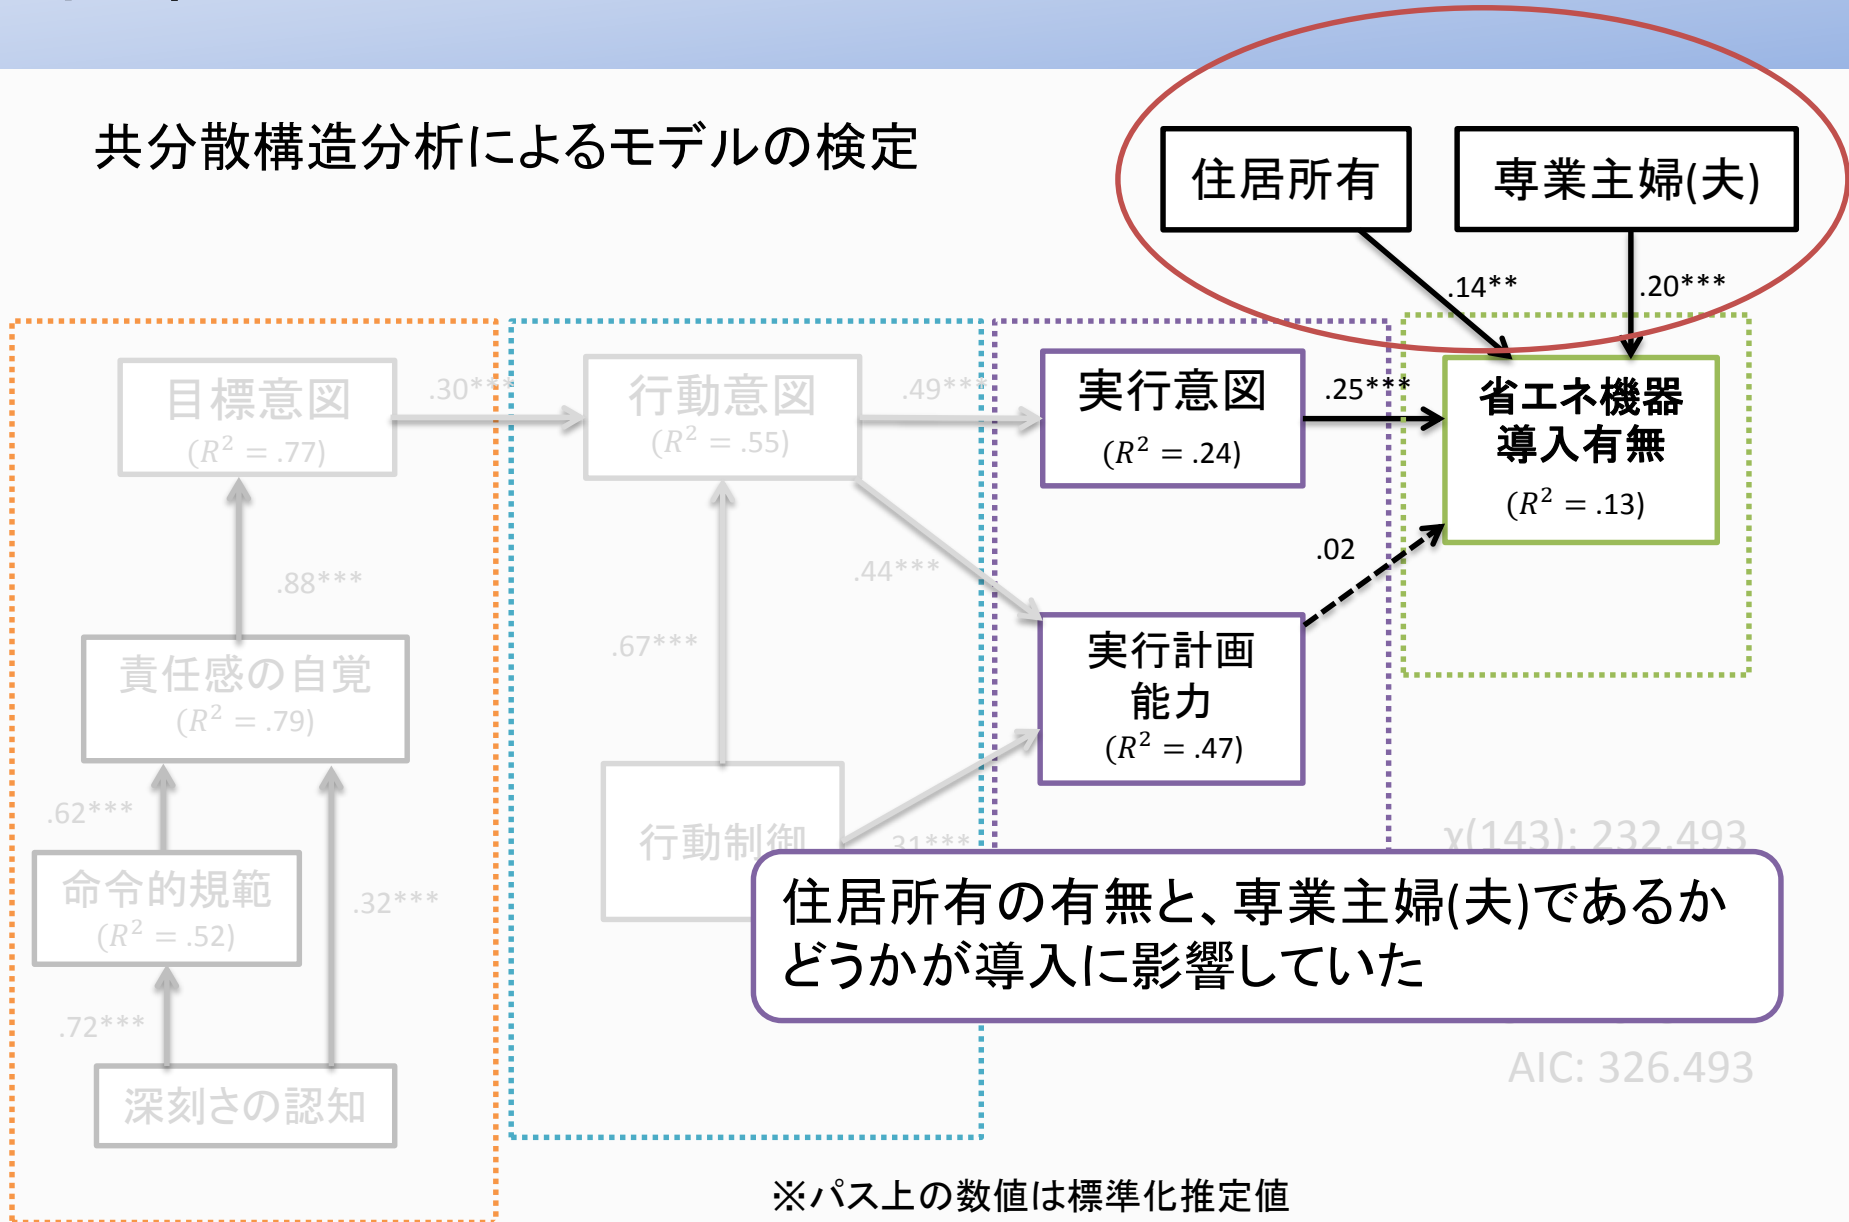 共分散構造分析によるモデルの検定
住居所有
専業主婦(夫)
.14**
.20***
目標意図
(R² = .77)
.30***
行動意図
(R² = .55)
.49***
実行意図
(R² = .24)
.25***
省エネ機器
導入有無
(R² = .13)
.88***
.67***
.44***
.02
責任感の自覚
(R² = .79)
実行計画
能力
(R² = .47)
.62***
.32***
行動制御
.31***
χ(143): 232.493
命令的規範
(R² = .52)
住居所有の有無と、専業主婦(夫)であるか
どうかが導入に影響していた
.72***
深刻さの認知
AIC: 326.493
※パス上の数値は標準化推定値